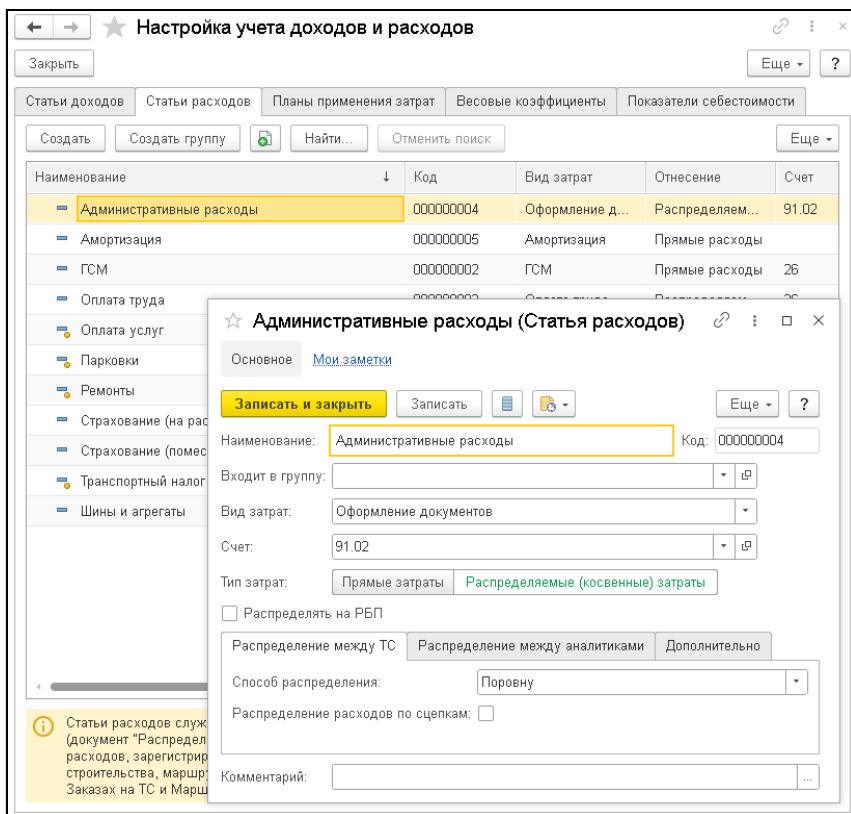 Настройка учета доходов и расходов
Закрыть Еще ?
Статьи доходов Статьи расходов Планы применения затрат Весовые коэффициенты Показатели себестоимости
Создать Создать группу Найти... Отменить поиск Еще
Наименование ↓ Код Вид затрат Отнесение Счет
Административные расходы 000000004 Оформление д... Распределяем... 91.02
Амортизация 000000005 Амортизация Прямые расходы
ГСМ 000000002 ГСМ Прямые расходы 26
Оплата труда
Оплата услуг
Парковки
Ремонты
Страхование (на рас
Страхование (помес
Транспортный налог
Шины и агрегаты
Статьи расходов служ
(документ "Распредел
расходов, зарегистрир
строительства, маршр
Заказах на ТС и Марш
Административные расходы (Статья расходов)
Основное Мои заметки
Записать и закрыть Записать Еще ?
Наименование: Административные расходы Код: 000000004
Входит в группу:
Вид затрат: Оформление документов
Счет: 91.02
Тип затрат: Прямые затраты Распределяемые (косвенные) затраты
Распределять на РБП
Распределение между ТС Распределение между аналитиками Дополнительно
Способ распределения: Поровну
Распределение расходов по сцепкам:
Комментарий: ...